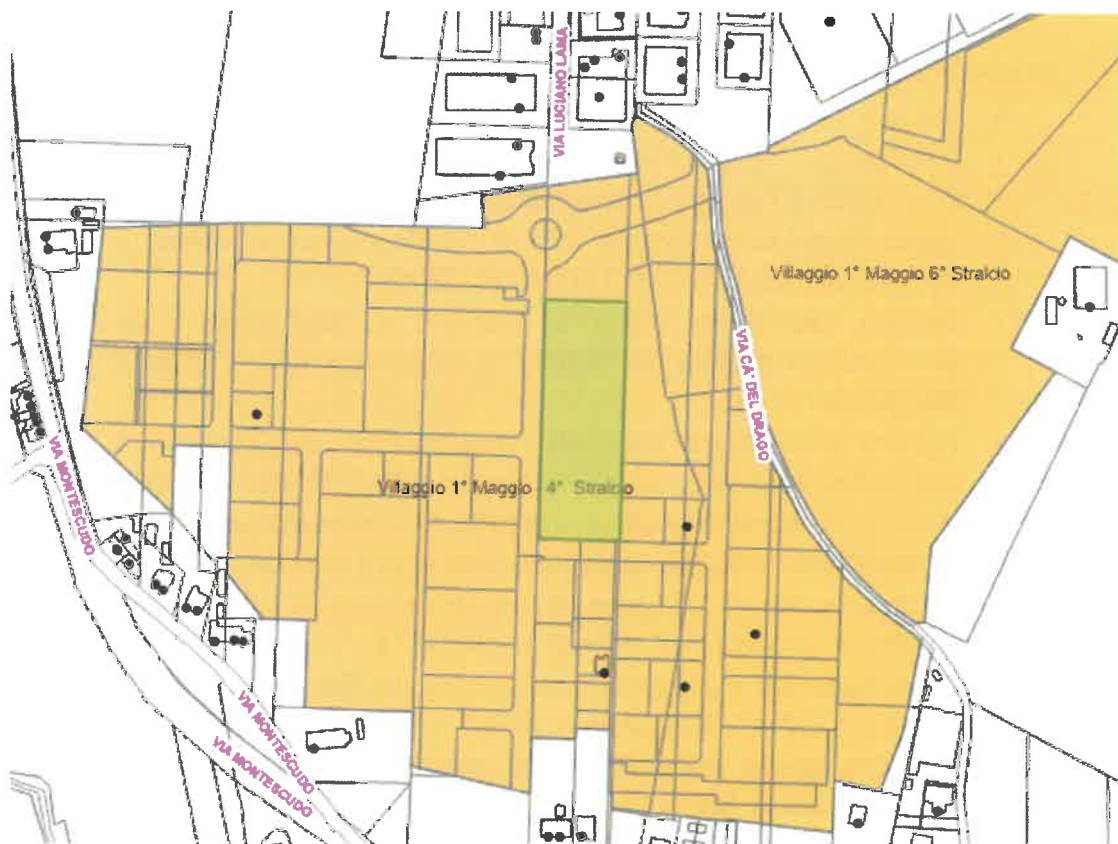 VIA LUCIANO LAMA
Villaggio 1° Maggio 6° Stralcio
VIA CA' DEL DRAGO
VIA MONTESCUDO
Villaggio 1° Maggio - 4° Stralcio
VIA MONTESCUDO
VIA MONTESCUDO